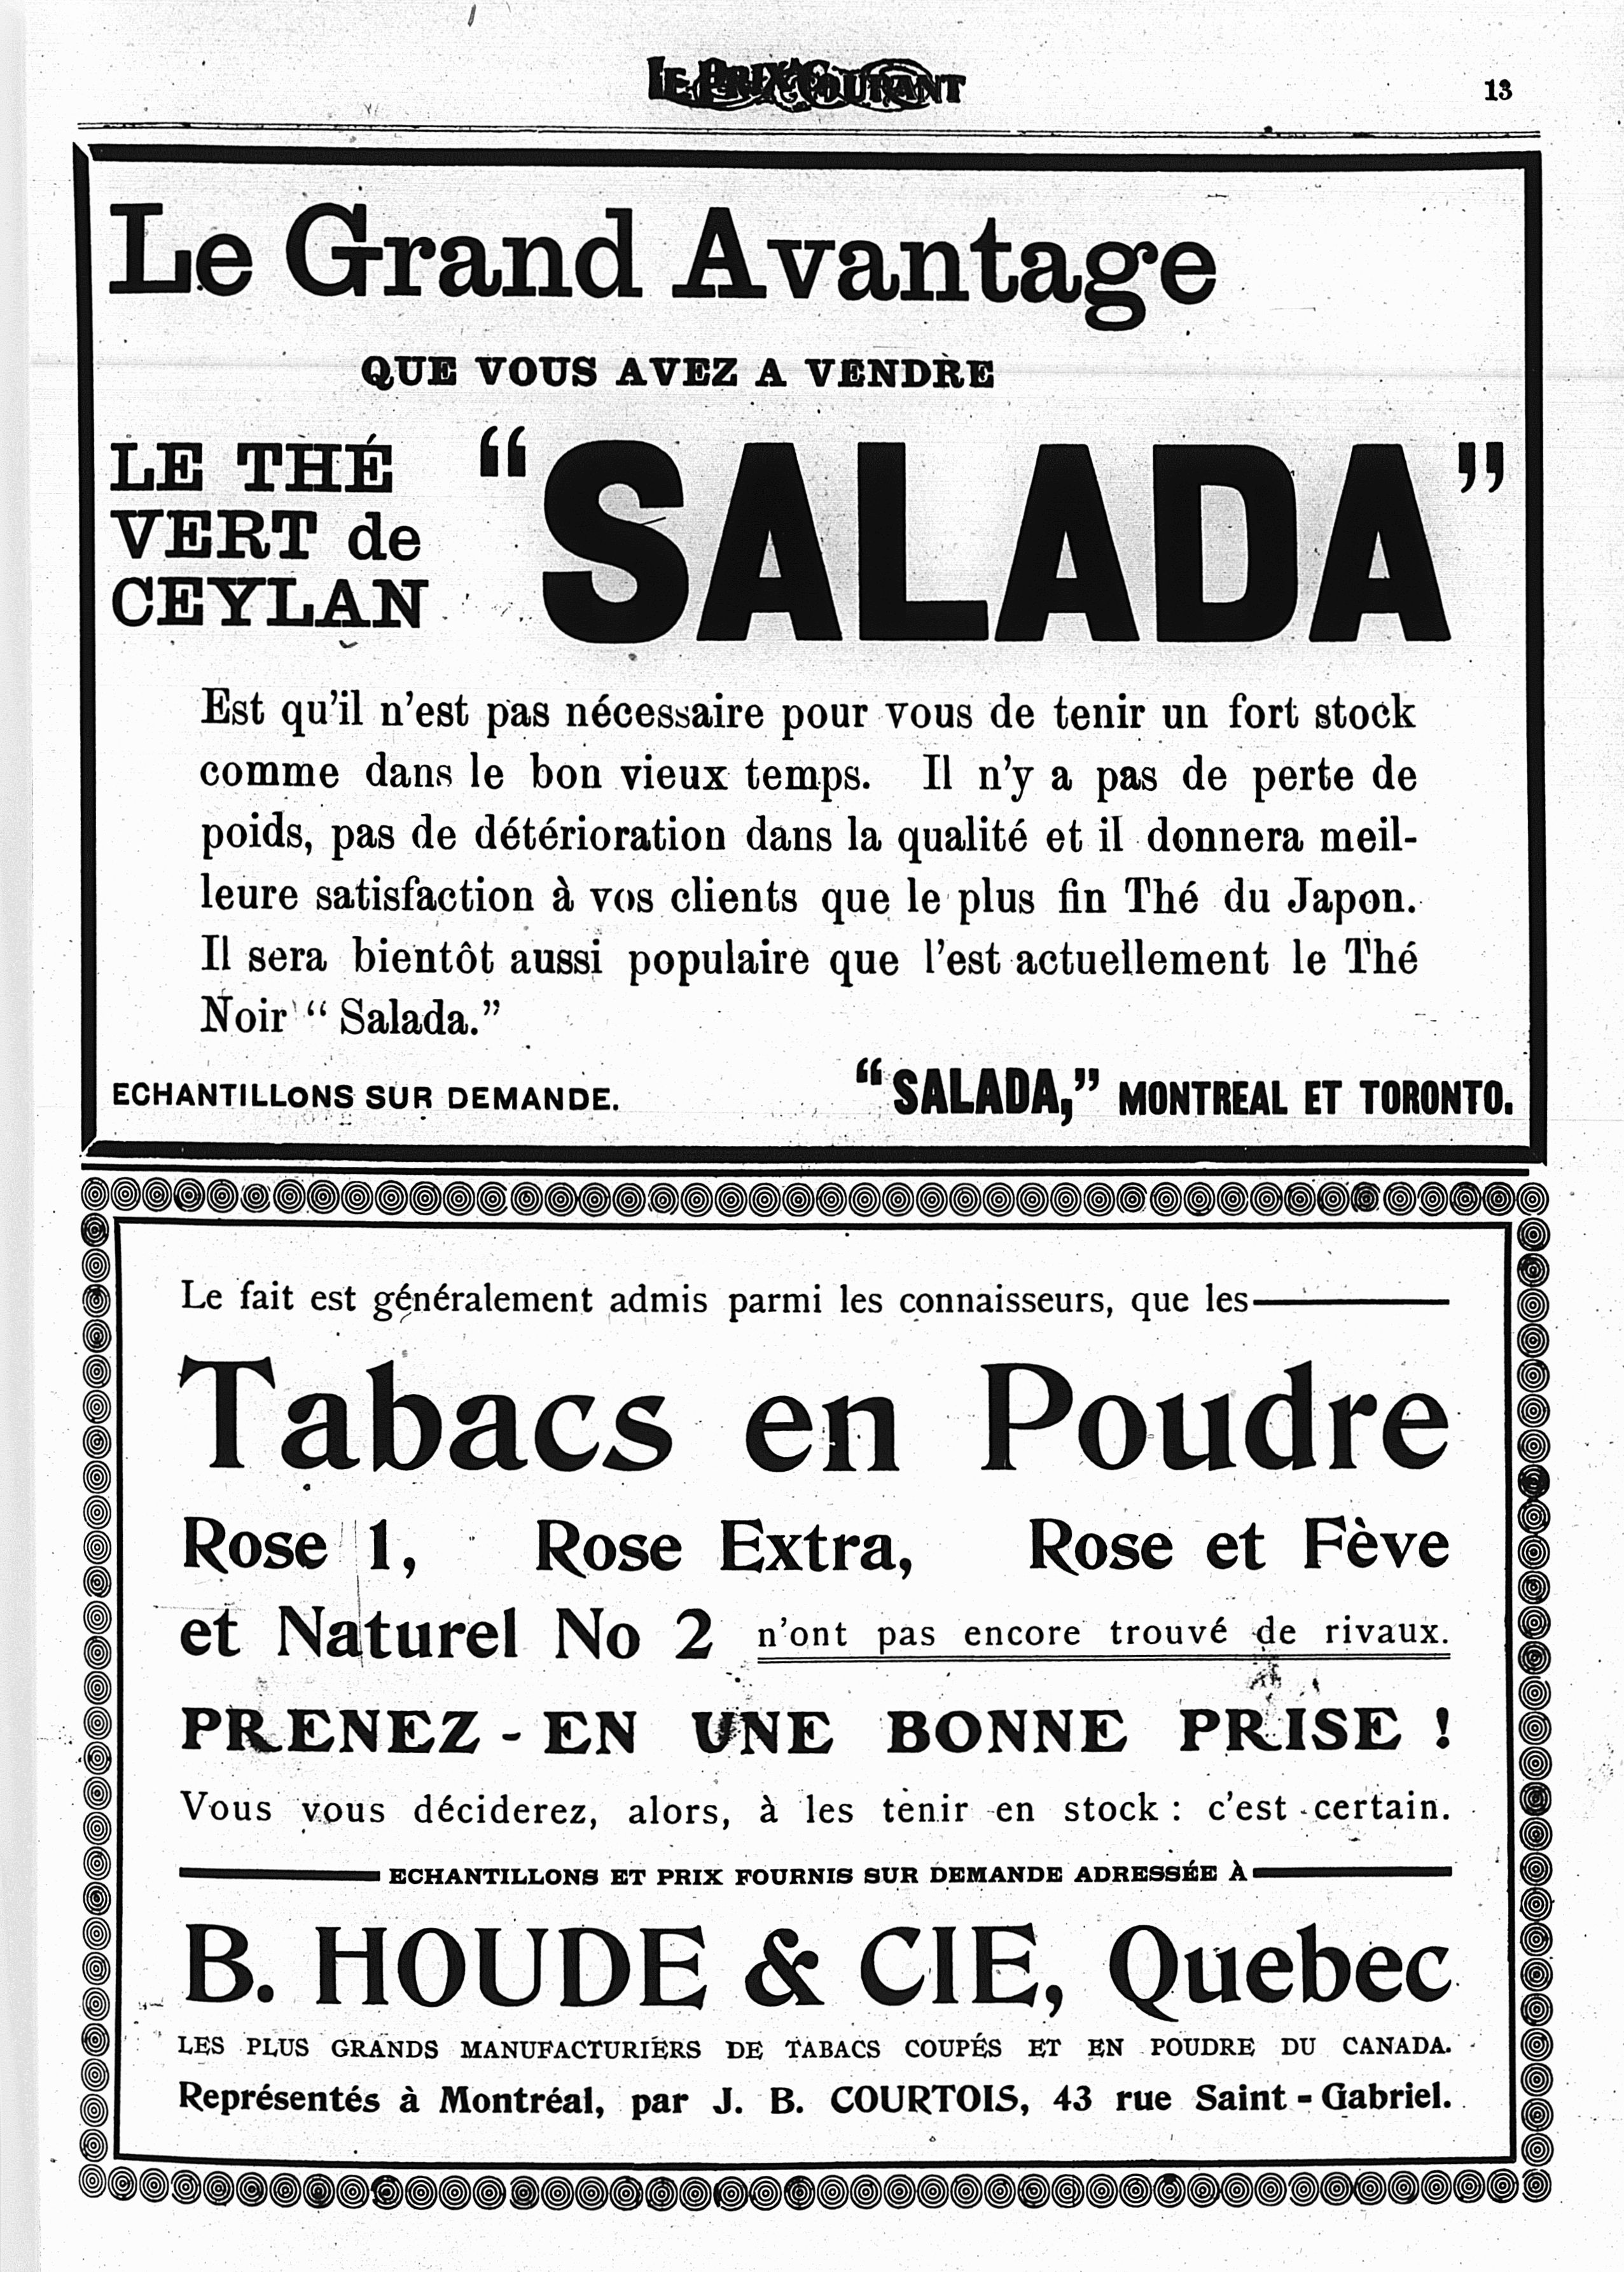 LE PRIX COURANT
13
Le Grand Avantage
QUE VOUS AVEZ A VENDRE
LE THÉ
VERT de
CEYLAN
“SALADA”
Est qu'il n'est pas nécessaire pour vous de tenir un fort stock
comme dans le bon vieux temps. Il n'y a pas de perte de
poids, pas de détérioration dans la qualité et il donnera meil-
leure satisfaction à vos clients que le plus fin Thé du Japon.
Il sera bientôt aussi populaire que l'est actuellement le Thé
Noir “ Salada.”
ECHANTILLONS SUR DEMANDE.
“SALADA,” MONTREAL ET TORONTO.
Le fait est généralement admis parmi les connaisseurs, que les
Tabacs en Poudre
Rose 1, Rose Extra, Rose et Fève
et Naturel No 2 n'ont pas encore trouvé de rivaux.
PRENEZ-EN UNE BONNE PRISE !
Vous vous déciderez, alors, à les tenir en stock : c'est certain.
ECHANTILLONS ET PRIX FOURNIS SUR DEMANDE ADRESSÉE À
B. HOUDE & CIE, Quebec
LES PLUS GRANDS MANUFACTURIERS DE TABACS COUPÉS ET EN POUDRE DU CANADA.
Représentés à Montréal, par J. B. COURTOIS, 43 rue Saint-Gabriel.